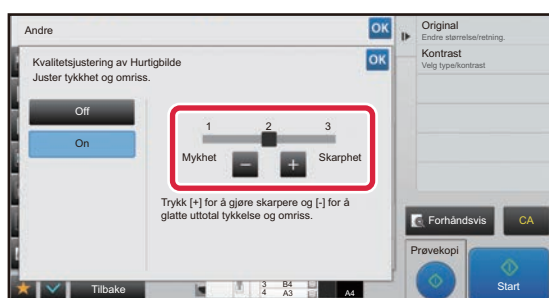 Andre
OK
Kvalitetsjustering av Hurtigbilde
Juster tykkhet og omriss.
OK
Off
On
1 2 3
Mykhet
Skarphet
Trykk [+] for å gjøre skarpere og [-] for å
glatte uttotal tykkelse og omriss.
Original
Endre størrelse/retning.
Kontrast
Velg type/kontrast
Forhåndsvis
CA
Prøvekopi
Start
Tilbake
3 B4
4 A3
A4